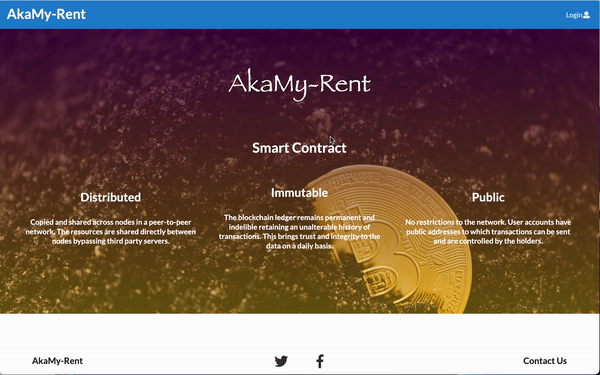 AkaMy-Rent
Login
AkaMy-Rent
Smart Contract
Distributed
Copied and shared across nodes in a peer-to-peer
network. The resources are shared directly between
nodes bypassing third party servers.
Immutable
The blockchain ledger remains permanent and
indelible retaining an unalterable history of
transactions. This brings trust and integrity to the
data on a daily basis.
Public
No restrictions to the network. User accounts have
public addresses to which transactions can be sent
and are controlled by the holders.
AkaMy-Rent
Contact Us